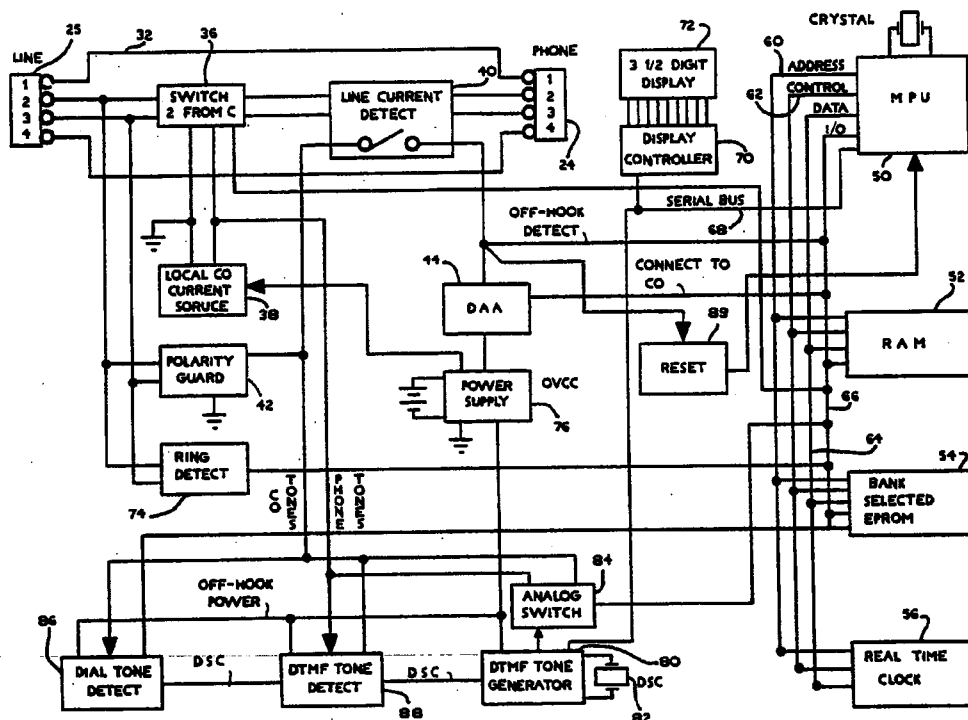 CRYSTAL
25
32
36
72
60
LINE
PHONE
ADDRESS
1
2
3
4
SWITCH
2 FROM C
40
LINE CURRENT
DETECT
1
2
3
4
24
3 1/2 DIGIT
DISPLAY
DISPLAY
CONTROLLER
70
CONTROL
62
DATA
I/O
MPU
50
SERIAL BUS
68
OFF-HOOK
DETECT
LOCAL CO
CURRENT
SORUCE
38
44
DAA
CONNECT TO
CO
89
RESET
52
RAM
POLARITY
GUARD
42
POWER
SUPPLY
OVCC
76
66
64
RING
DETECT
74
CO
TONES
PHONE
TONES
54
BANK
SELECTED
EPROM
OFF-HOOK
POWER
84
ANALOG
SWITCH
86
DIAL TONE
DETECT
DSC
DTMF TONE
DETECT
88
DSC
DTMF TONE
GENERATOR
80
DSC
82
56
REAL TIME
CLOCK